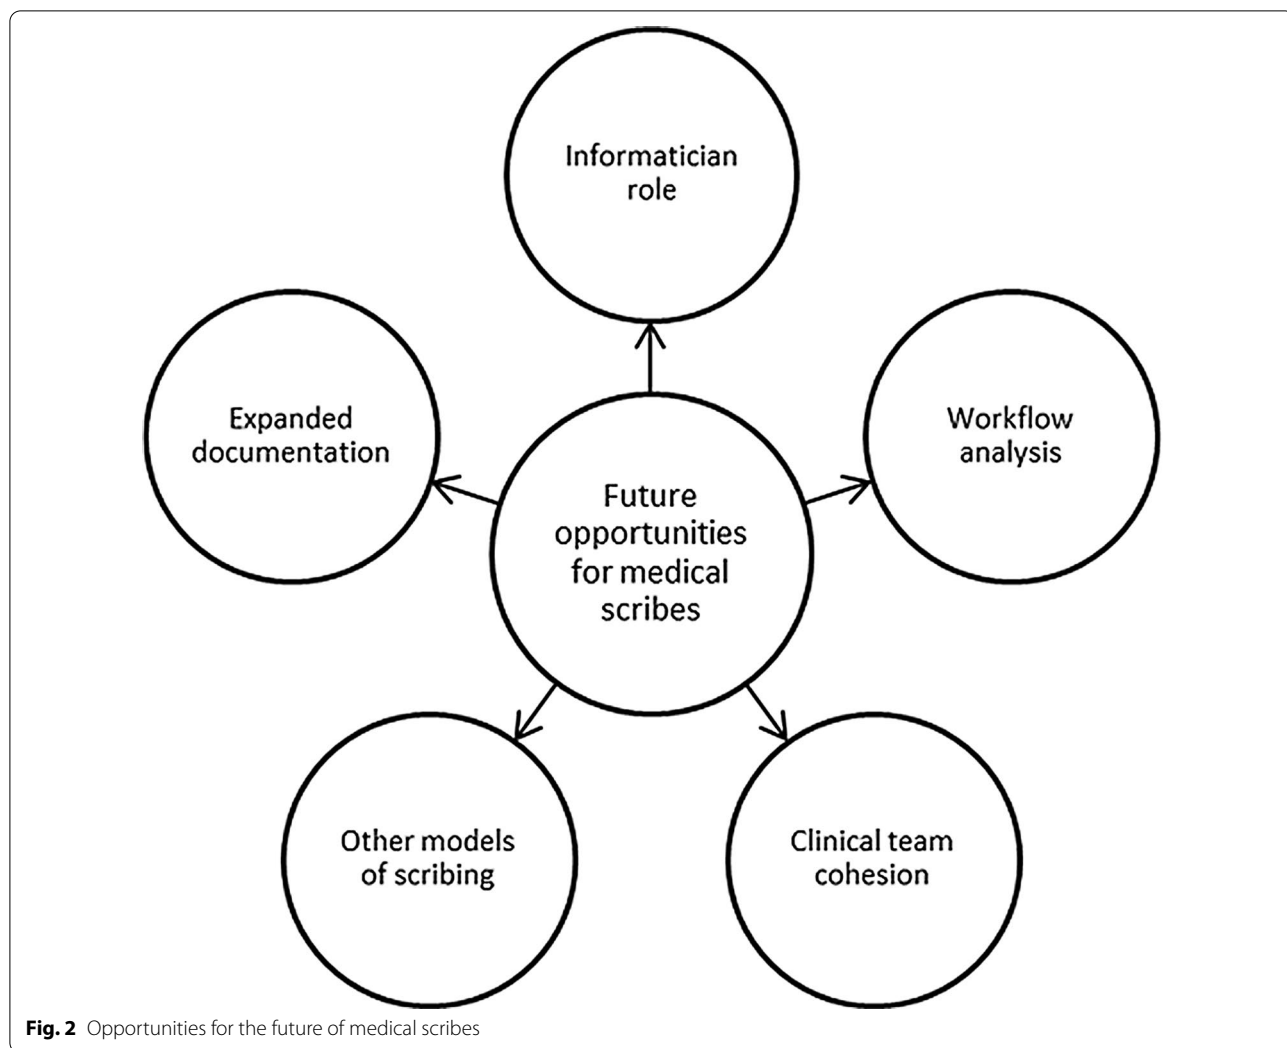 Informatician
role
Expanded
documentation
Workflow
analysis
Future
opportunities
for medical
scribes
Other models
of scribing
Clinical team
cohesion
Fig. 2 Opportunities for the future of medical scribes